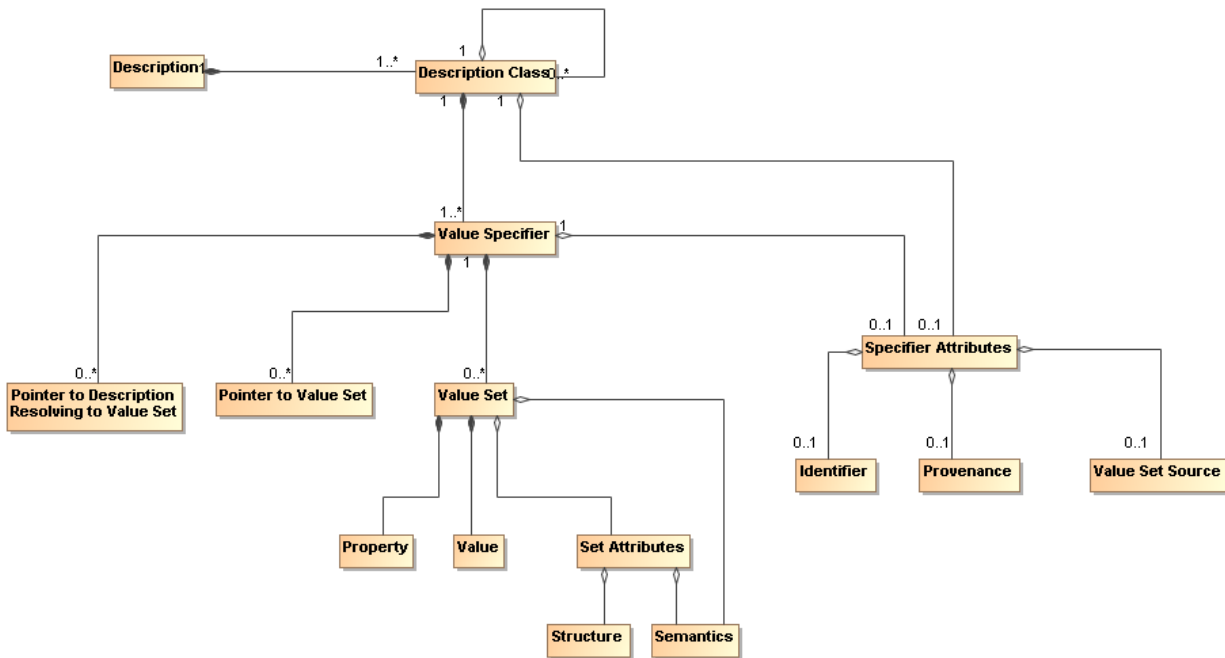 1
Description
1
1..*
Description Class
0..*
1
1
1..*
Value Specifier
1
1
0..1
0..1
Specifier Attributes
0..*
0..*
0..*
Pointer to Description
Resolving to Value Set
Pointer to Value Set
Value Set
0..1
0..1
0..1
Identifier
Provenance
Value Set Source
Property
Value
Set Attributes
Structure
Semantics